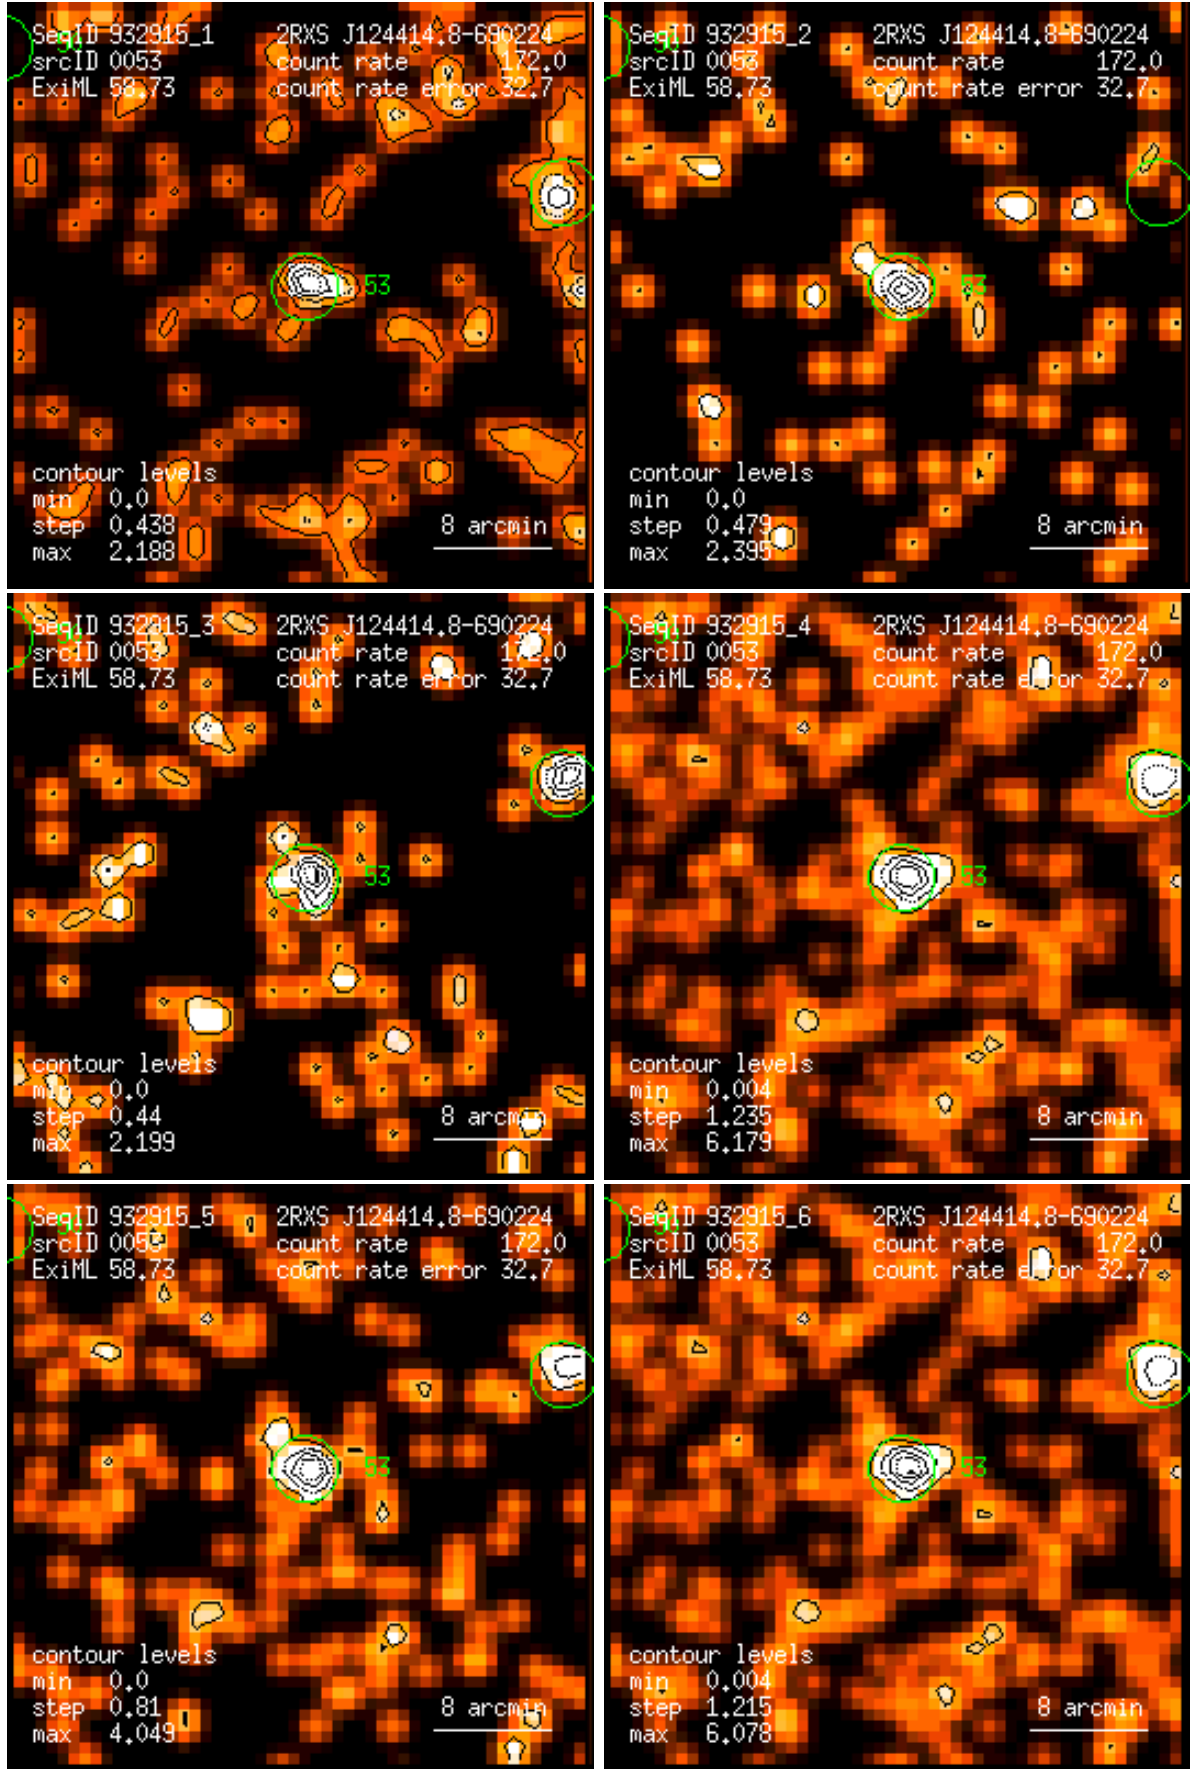 SegID 932915_1 2RXS J124414.8-690224
srcID 0053 count rate 172.0
ExiML 58.73 count rate error 32.7
53
contour levels
min 0.0
step 0.438
max 2.188
8 arcmin
SegID 932915_2 2RXS J124414.8-690224
srcID 0053 count rate 172.0
ExiML 58.73 count rate error 32.7
53
contour levels
min 0.0
step 0.479
max 2.395
8 arcmin
SegID 932915_3 2RXS J124414.8-690224
srcID 0053 count rate 172.0
ExiML 58.73 count rate error 32.7
53
contour levels
min 0.0
step 0.44
max 2.199
8 arcmin
SegID 932915_4 2RXS J124414.8-690224
srcID 0053 count rate 172.0
ExiML 58.73 count rate error 32.7
53
contour levels
min 0.004
step 1.235
max 6.179
8 arcmin
SegID 932915_5 2RXS J124414.8-690224
srcID 0053 count rate 172.0
ExiML 58.73 count rate error 32.7
53
contour levels
min 0.0
step 0.81
max 4.049
8 arcmin
SegID 932915_6 2RXS J124414.8-690224
srcID 0053 count rate 172.0
ExiML 58.73 count rate error 32.7
53
contour levels
min 0.004
step 1.215
max 6.078
8 arcmin